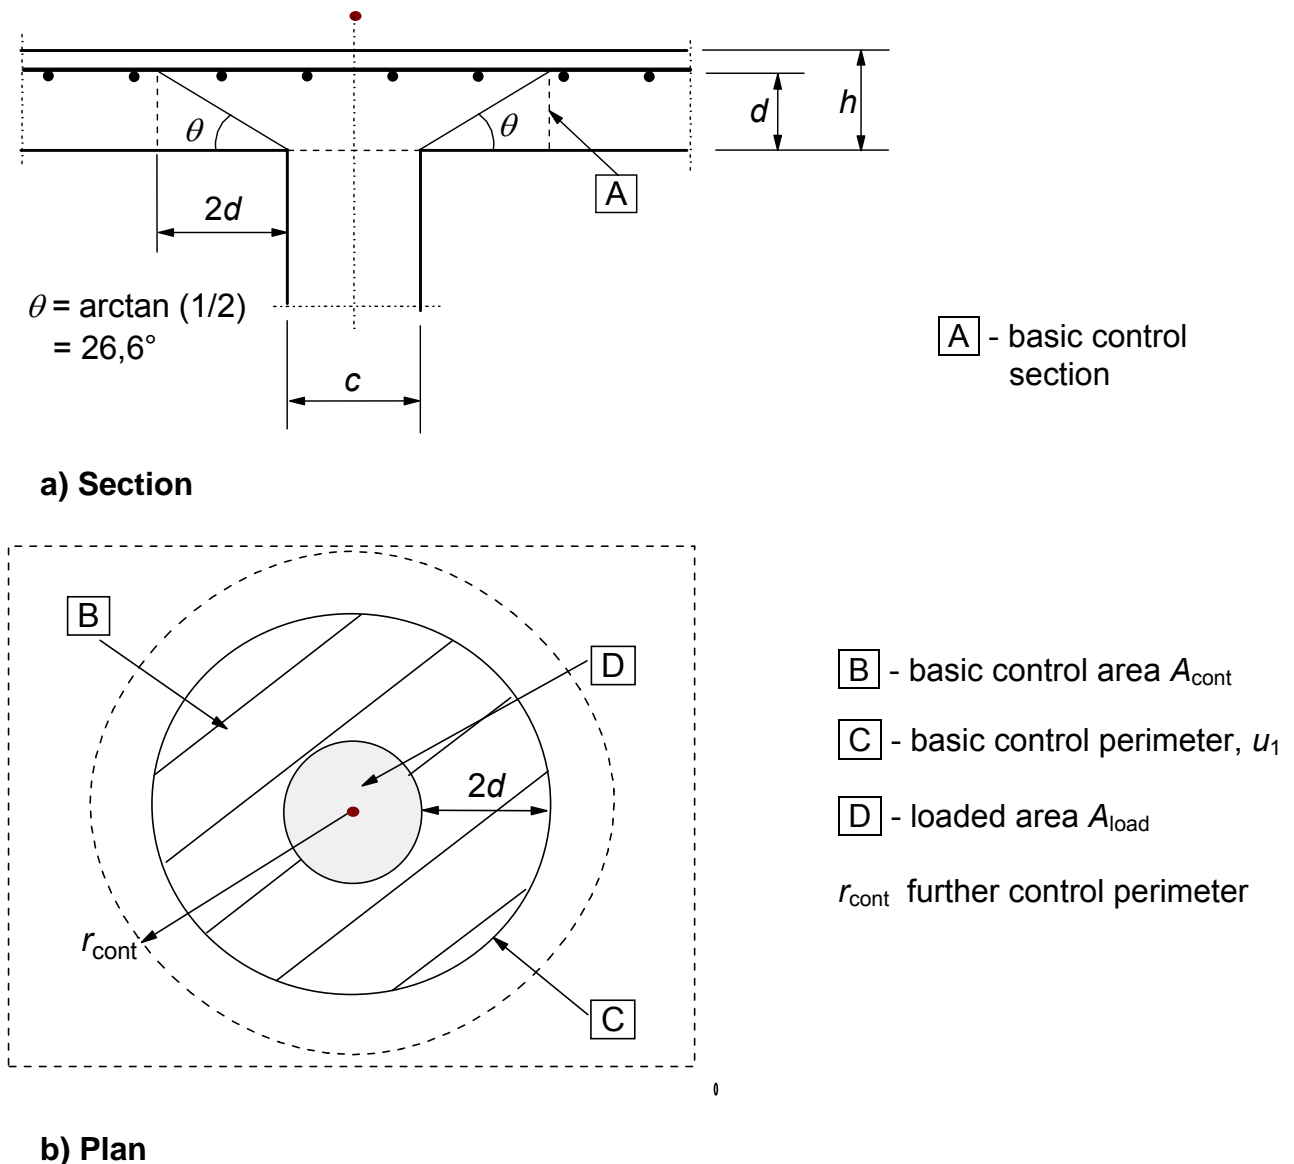 d
h
θ
θ
A
2d
θ = arctan (1/2)
= 26,6°
A - basic control
section
c
a) Section
B
D
B - basic control area Acont
C - basic control perimeter, u1
2d
D - loaded area Aload
rcont further control perimeter
rcont
C
0
b) Plan